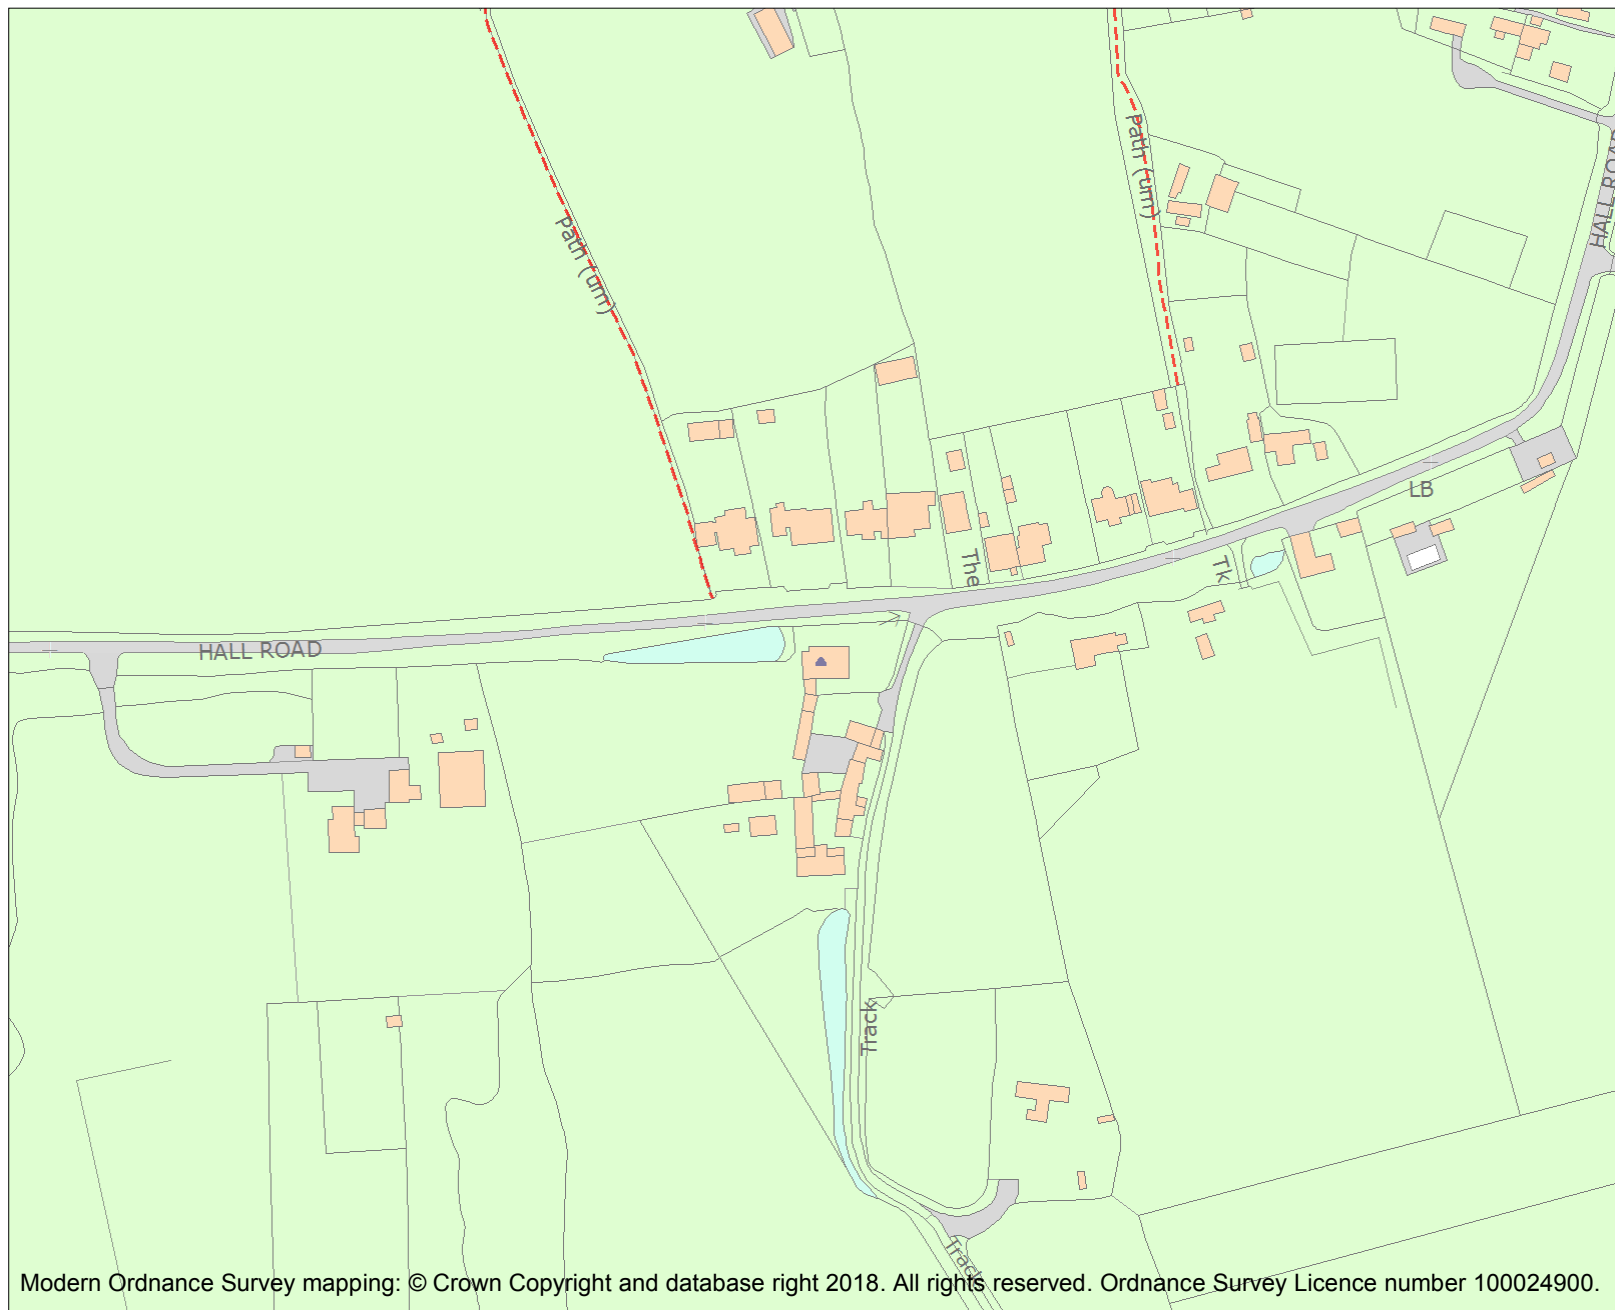 Path (um)
Path (um)
HALL ROAD
LB
The
Tk
HALL ROAD
Track
Track
Modern Ordnance Survey mapping: © Crown Copyright and database right 2018. All rights reserved. Ordnance Survey Licence number 100024900.